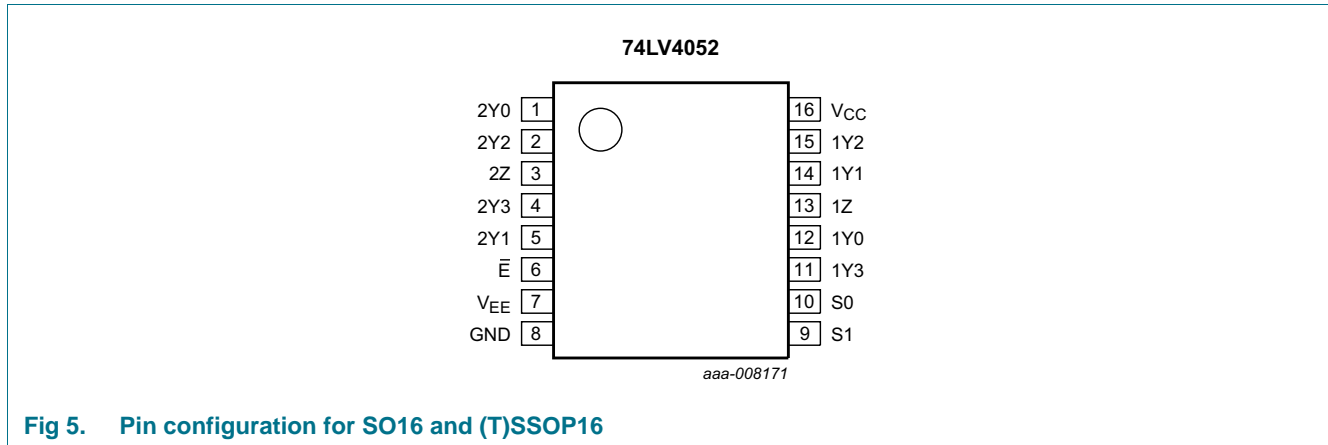 74LV4052
2Y0 1 16 VCC
2Y2 2 15 1Y2
2Z 3 14 1Y1
2Y3 4 13 1Z
2Y1 5 12 1Y0
E̅ 6 11 1Y3
VEE 7 10 S0
GND 8 9 S1
aaa-008171
Fig 5. Pin configuration for SO16 and (T)SSOP16